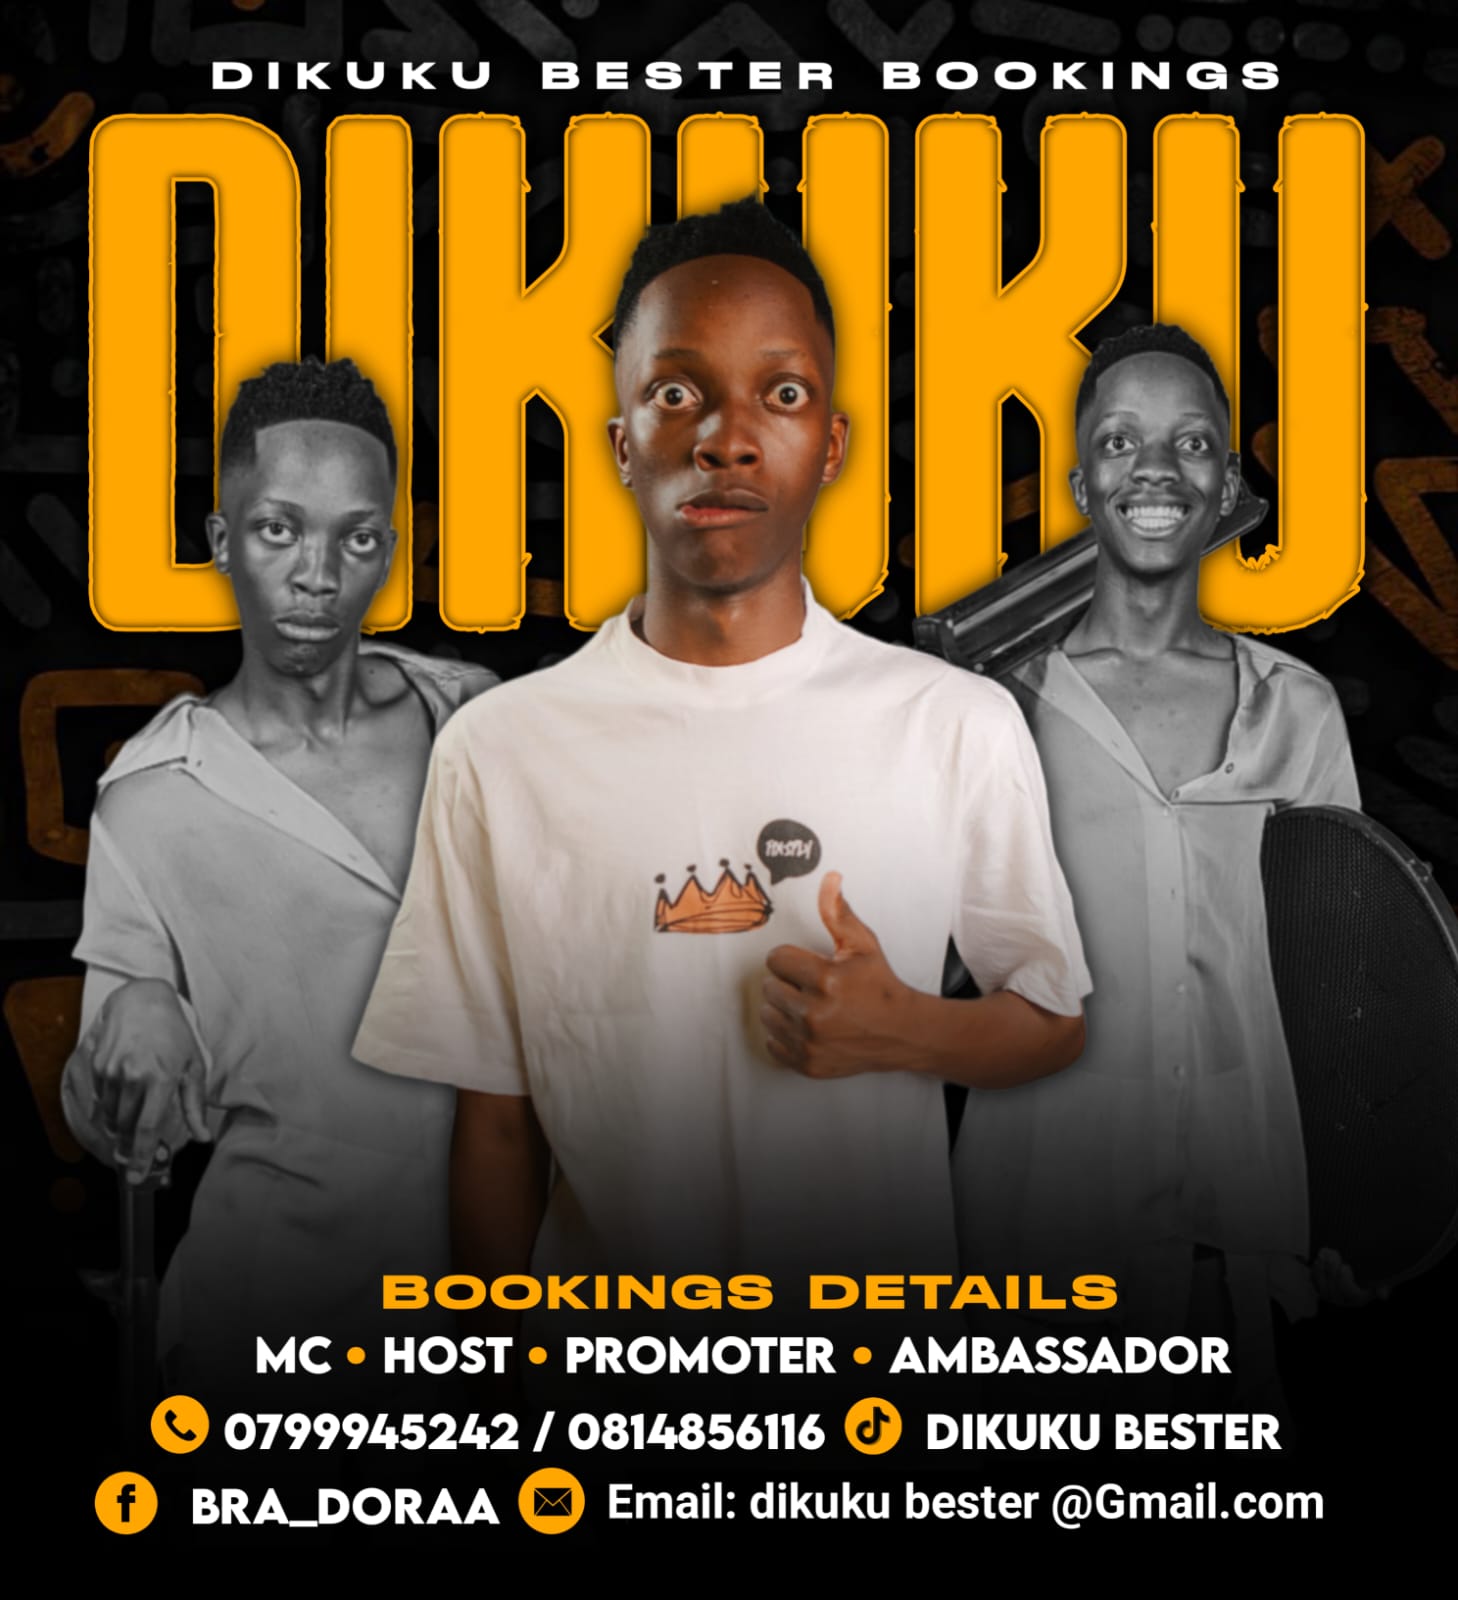 DIKUKU BESTER BOOKINGS
DIKUKU
BOOKINGS DETAILS
MC • HOST • PROMOTER • AMBASSADOR
0799945242 / 0814856116 DIKUKU BESTER
BRA_DORAA Email: dikuku bester @Gmail.com